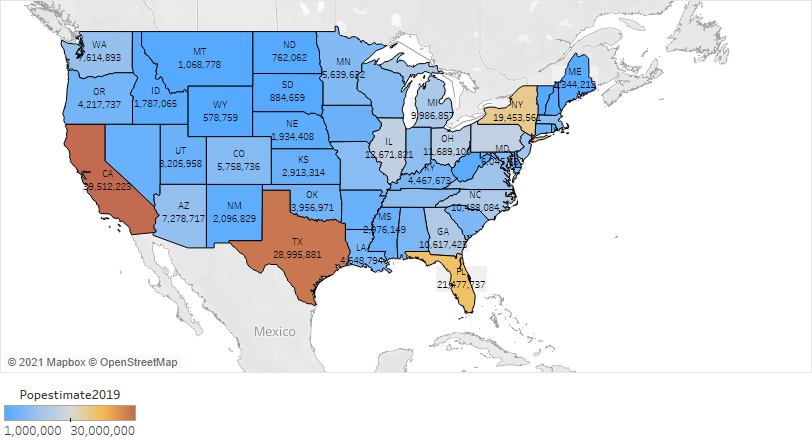 WA
7,614,893
MT
1,068,778
ND
762,062
MN
5,639,632
ME
1,344,212
OR
4,217,737
ID
1,787,065
SD
884,659
WY
578,759
MI
9,986,857
NY
19,453,561
NE
1,934,408
IL
12,671,821
OH
11,689,100
MD
UT
3,205,958
CO
5,758,736
KS
2,913,314
KY
4,467,673
CA
39,512,223
AZ
7,278,717
NM
2,096,829
OK
3,956,971
NC
10,488,084
MS
2,976,149
GA
10,617,423
TX
28,995,881
LA
4,648,794
FL
21,477,737
Mexico
© 2021 Mapbox © OpenStreetMap
Popestimate2019
1,000,000 30,000,000